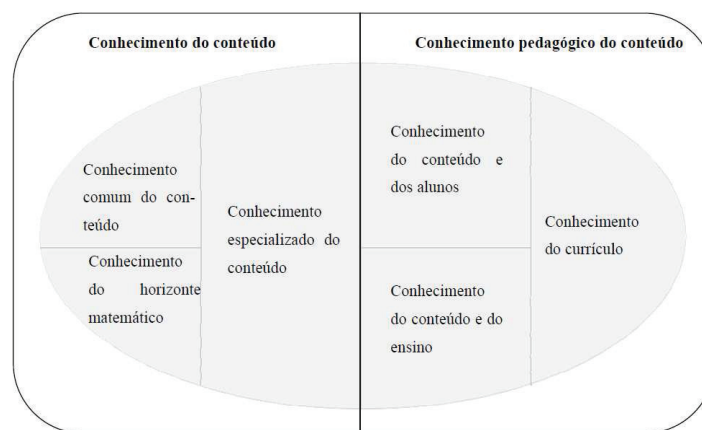 Conhecimento do conteúdo
Conhecimento pedagógico do conteúdo
Conhecimento
comum do con-
teúdo
Conhecimento
do horizonte
matemático
Conhecimento
especializado do
conteúdo
Conhecimento
do conteúdo e
dos alunos
Conhecimento
do conteúdo e do
ensino
Conhecimento
do currículo